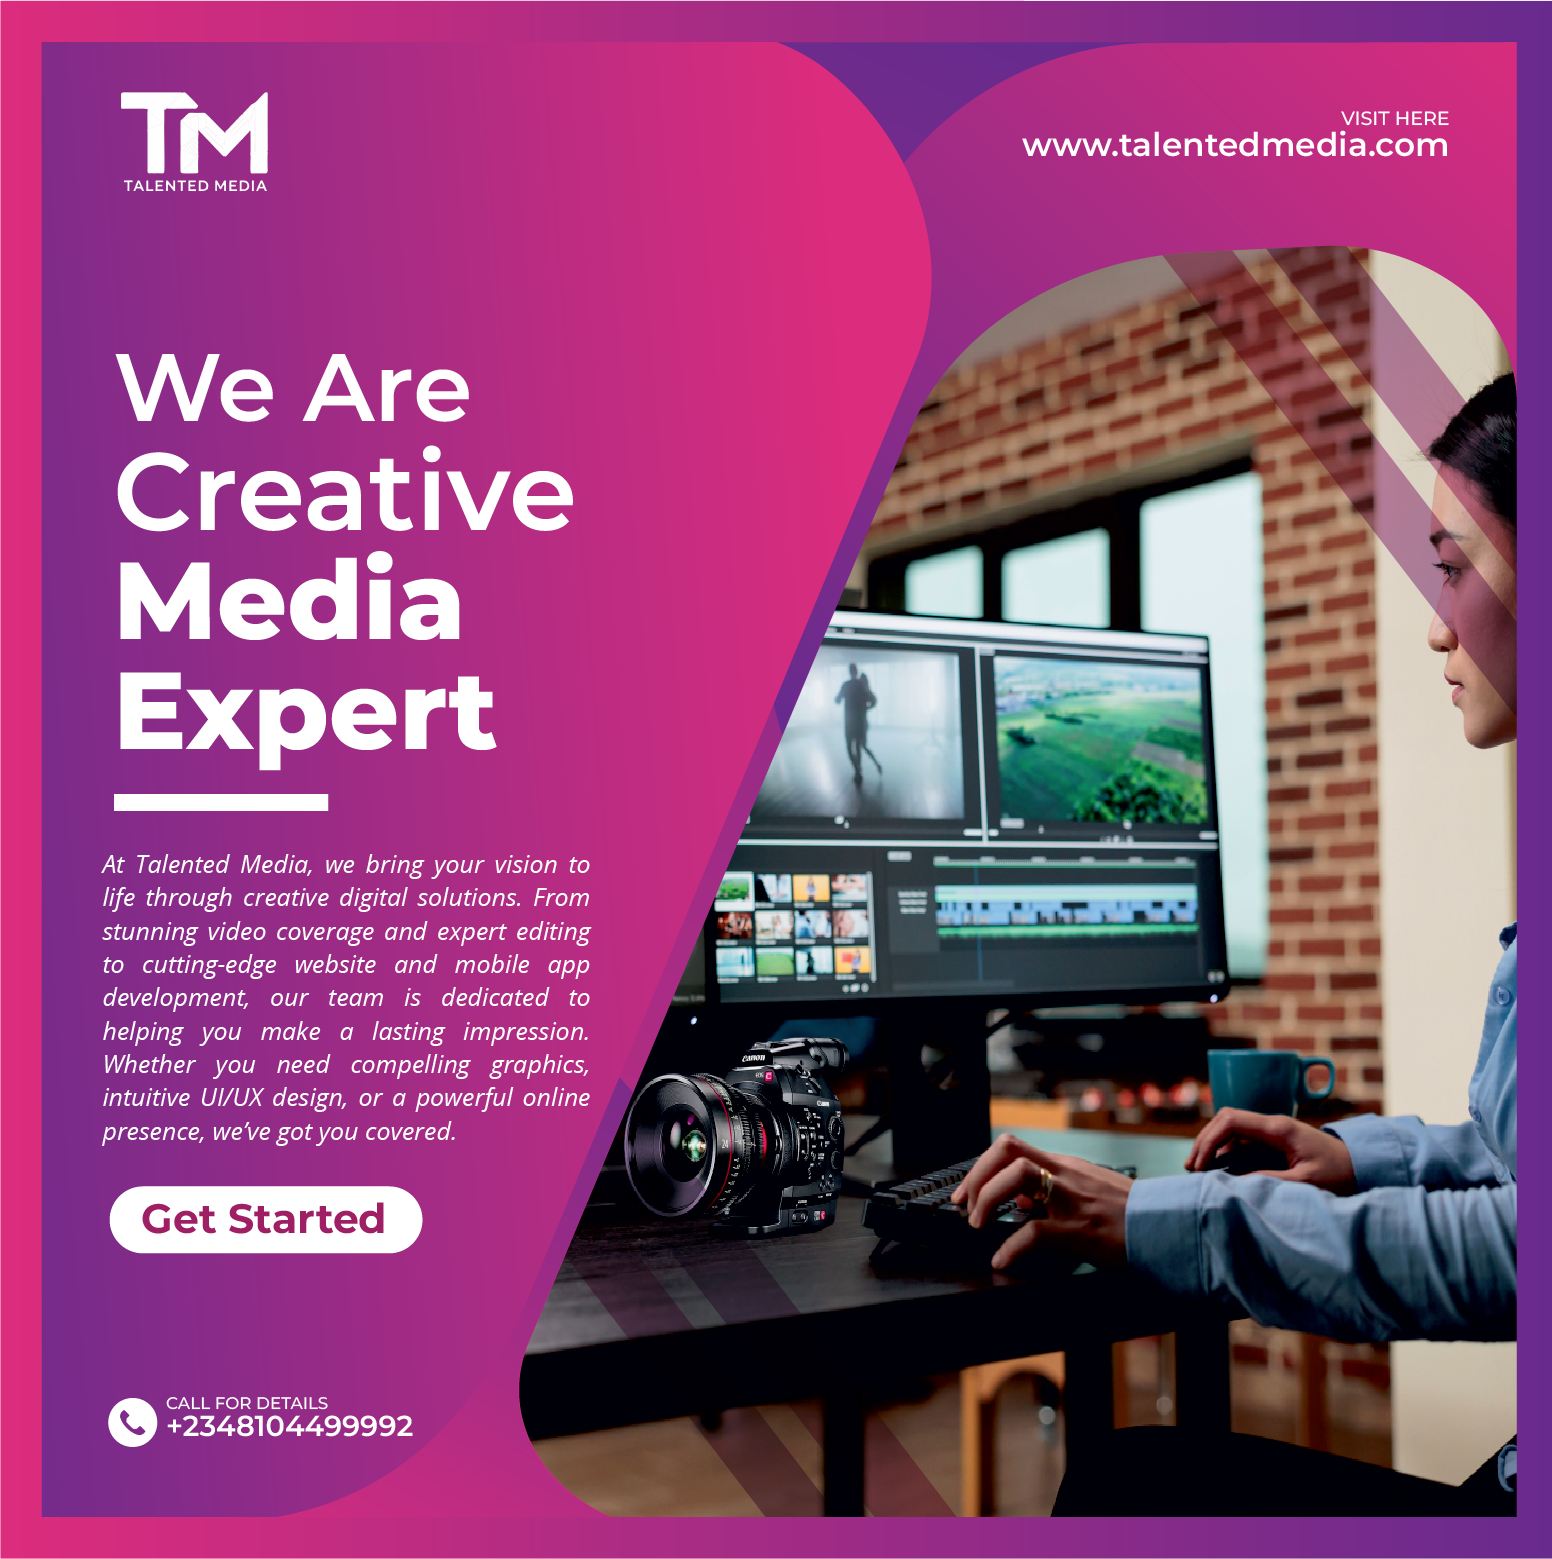 TM
TALENTED MEDIA
VISIT HERE
www.talentedmedia.com
We Are
Creative
Media
Expert
At Talented Media, we bring your vision to
life through creative digital solutions. From
stunning video coverage and expert editing
to cutting-edge website and mobile app
development, our team is dedicated to
helping you make a lasting impression.
Whether you need compelling graphics,
intuitive UI/UX design, or a powerful online
presence, we’ve got you covered.
Canon
Get Started
CALL FOR DETAILS
+2348104499992